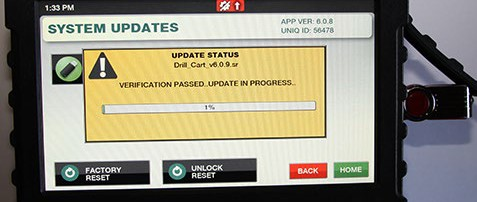 1:33 PM
SYSTEM UPDATES
APP VER: 6.0.8
UNIQ ID: 56478
UPDATE STATUS
Drill_Cart_v6.0.9.sr
VERIFICATION PASSED..UPDATE IN PROGRESS..
1%
FACTORY
RESET
UNLOCK
RESET
BACK
HOME